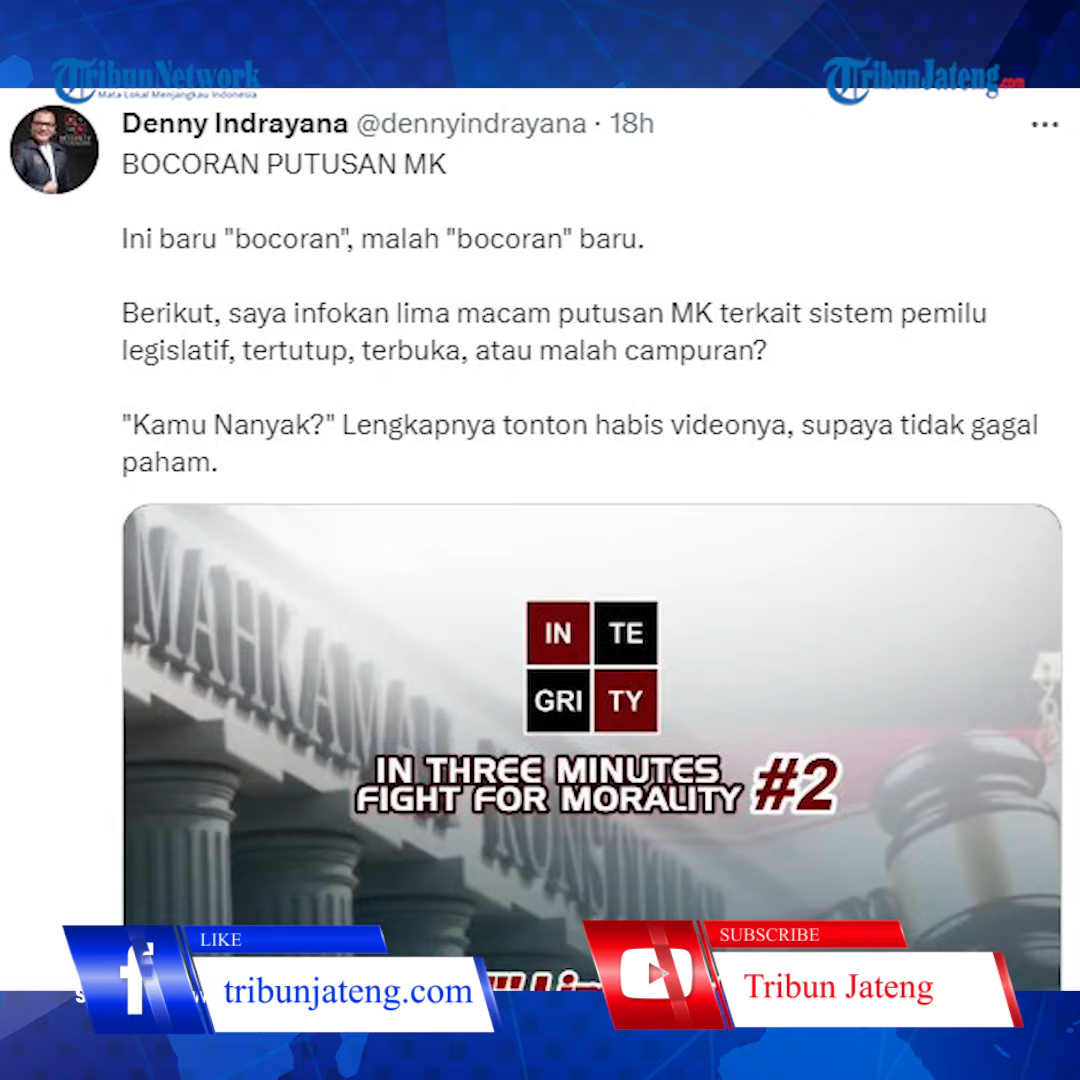 TribunNetwork
Mata Lokal Menjangkau Indonesia
TribunJateng.com
Denny Indrayana @dennyindrayana · 18h
BOCORAN PUTUSAN MK
Ini baru "bocoran", malah "bocoran" baru.
Berikut, saya infokan lima macam putusan MK terkait sistem pemilu
legislatif, tertutup, terbuka, atau malah campuran?
"Kamu Nanyak?" Lengkapnya tonton habis videonya, supaya tidak gagal
paham.
MAHKAMAH KONSTITUSI
IN TE
GRI TY
IN THREE MINUTES
FIGHT FOR MORALITY #2
LIKE
tribunjateng.com
SUBSCRIBE
Tribun Jateng